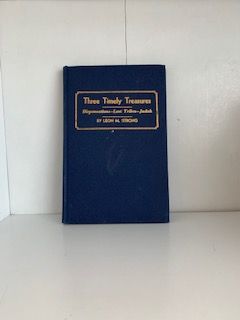 Three Timely Treasures
Dispensations—Lost Tribes—Judah
BY LEON M. STRONG